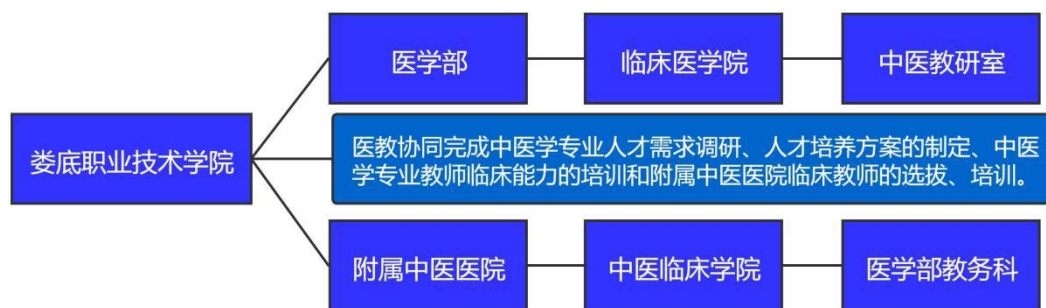 医学部
临床医学院
中医教研室
娄底职业技术学院
医教协同完成中医学专业人才需求调研、人才培养方案的制定、中医
学专业教师临床能力的培训和附属中医医院临床教师的选拔、培训。
附属中医医院
中医临床学院
医学部教务科